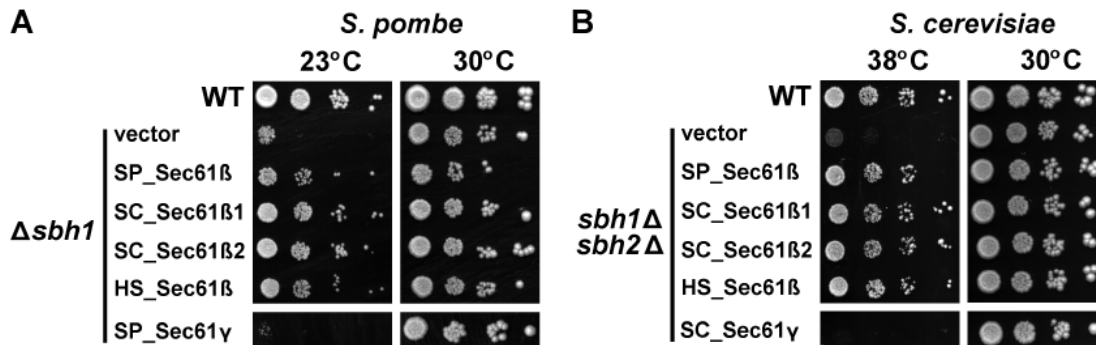 A
S. pombe
23°C 30°C
WT
vector
SP_Sec61ß
SC_Sec61ß1
SC_Sec61ß2
HS_Sec61ß
SP_Sec61γ
Δsbh1
B
S. cerevisiae
38°C 30°C
WT
vector
SP_Sec61ß
SC_Sec61ß1
SC_Sec61ß2
HS_Sec61ß
SC_Sec61γ
sbh1Δ
sbh2Δ